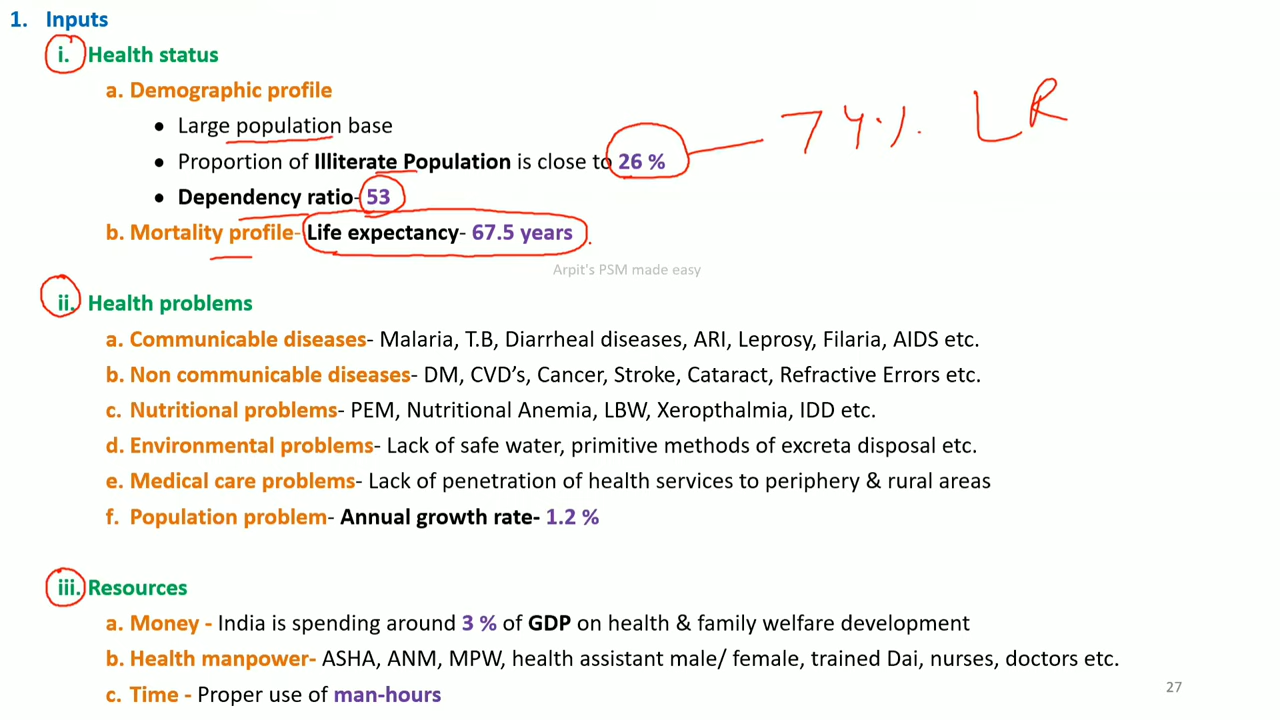 1. Inputs
i. Health status
a. Demographic profile
• Large population base
• Proportion of Illiterate Population is close to 26 %
74% LR
• Dependency ratio- 53
b. Mortality profile- Life expectancy- 67.5 years
Arpit's PSM made easy
ii. Health problems
a. Communicable diseases- Malaria, T.B, Diarrheal diseases, ARI, Leprosy, Filaria, AIDS etc.
b. Non communicable diseases- DM, CVD's, Cancer, Stroke, Cataract, Refractive Errors etc.
c. Nutritional problems- PEM, Nutritional Anemia, LBW, Xeropthalmia, IDD etc.
d. Environmental problems- Lack of safe water, primitive methods of excreta disposal etc.
e. Medical care problems- Lack of penetration of health services to periphery & rural areas
f. Population problem- Annual growth rate- 1.2 %
iii. Resources
a. Money - India is spending around 3 % of GDP on health & family welfare development
b. Health manpower- ASHA, ANM, MPW, health assistant male/ female, trained Dai, nurses, doctors etc.
c. Time - Proper use of man-hours
27